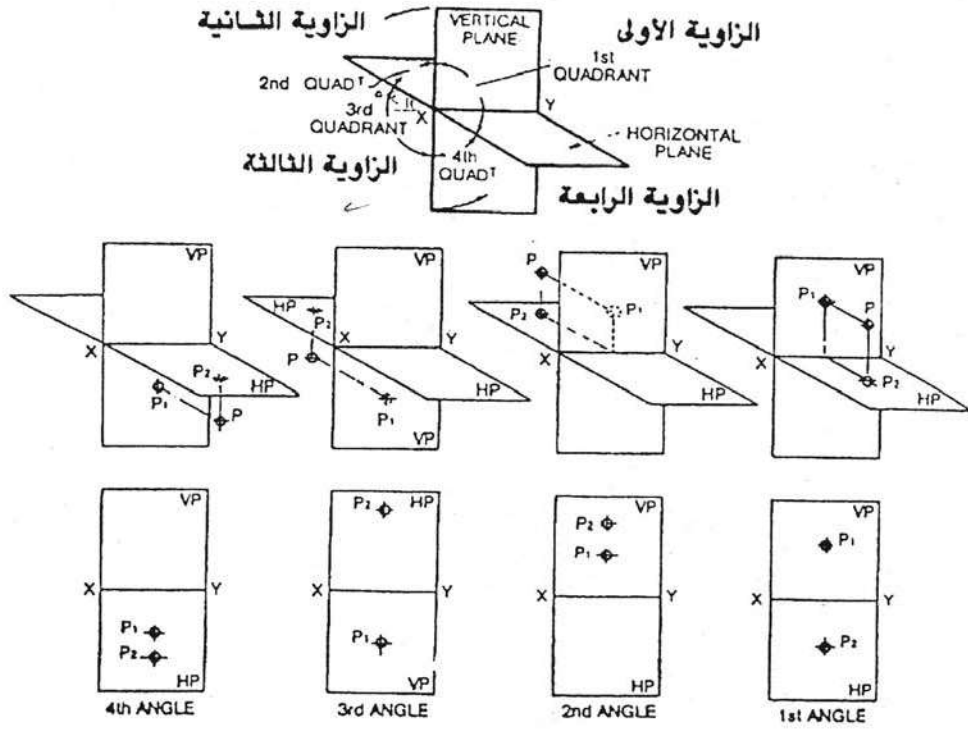 الزاوية الثانية
VERTICAL
PLANE
الزاوية الأولى
1st
QUADRANT
2nd QUADT
3rd
QUADRANT
X
Y
4th
QUADT
HORIZONTAL
PLANE
الزاوية الثالثة
الزاوية الرابعة
VP
X
Y
P2
HP
P1
P
HP
P2
X
Y
P
P1
VP
P
VP
P2
P1
X
Y
HP
VP
P1
P
X
Y
P2
HP
VP
X
Y
P1
P2
HP
4th ANGLE
P2
HP
X
Y
P1
VP
3rd ANGLE
VP
P2
P1
X
Y
HP
2nd ANGLE
VP
P1
X
Y
P2
HP
1st ANGLE